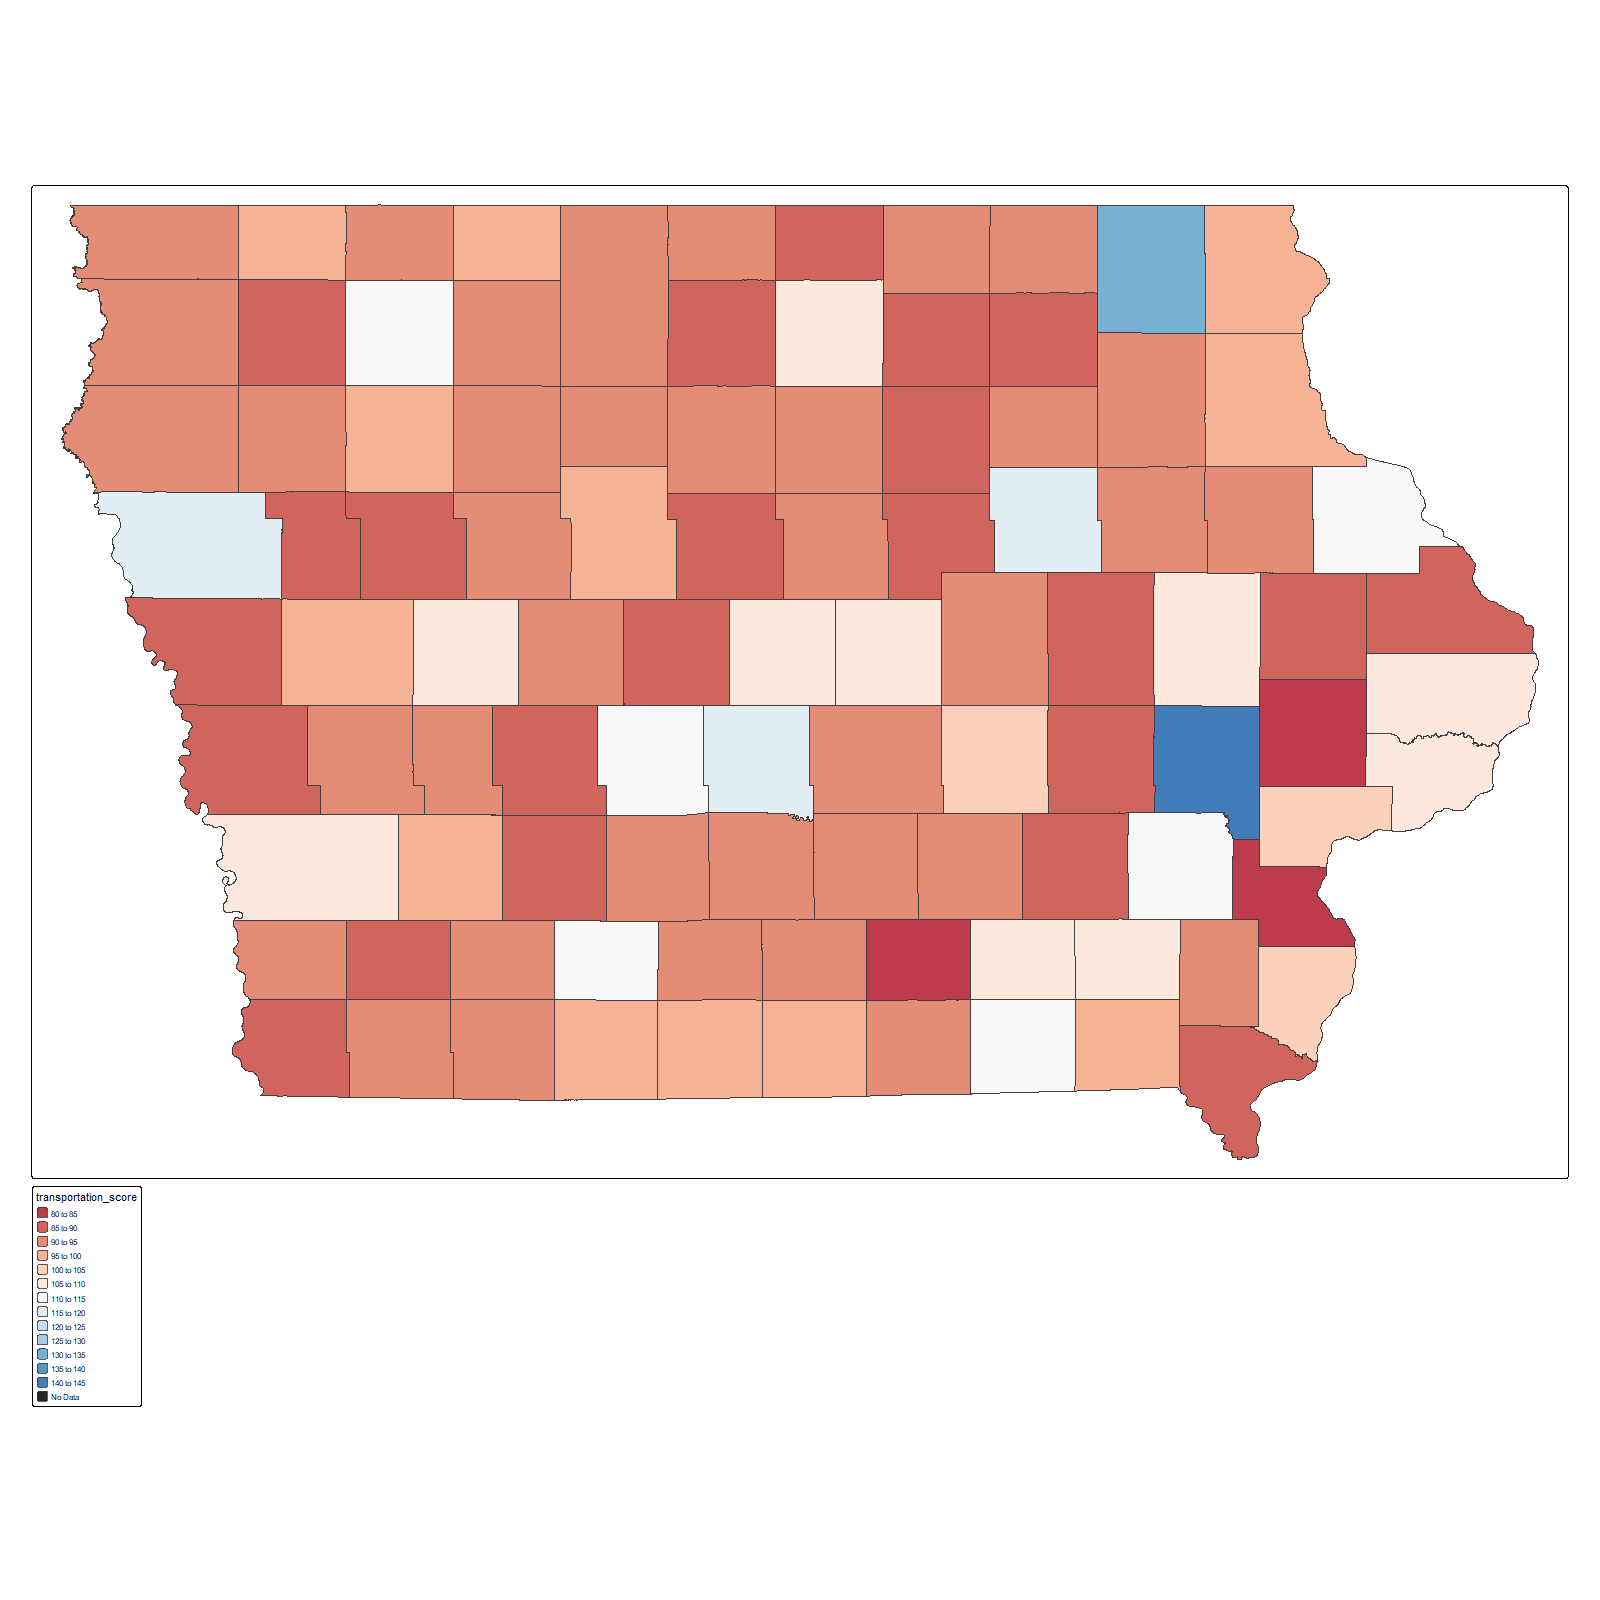 transportation_score
80 to 85
85 to 90
90 to 95
95 to 100
100 to 105
105 to 110
110 to 115
115 to 120
120 to 125
125 to 130
130 to 135
135 to 140
140 to 145
No Data